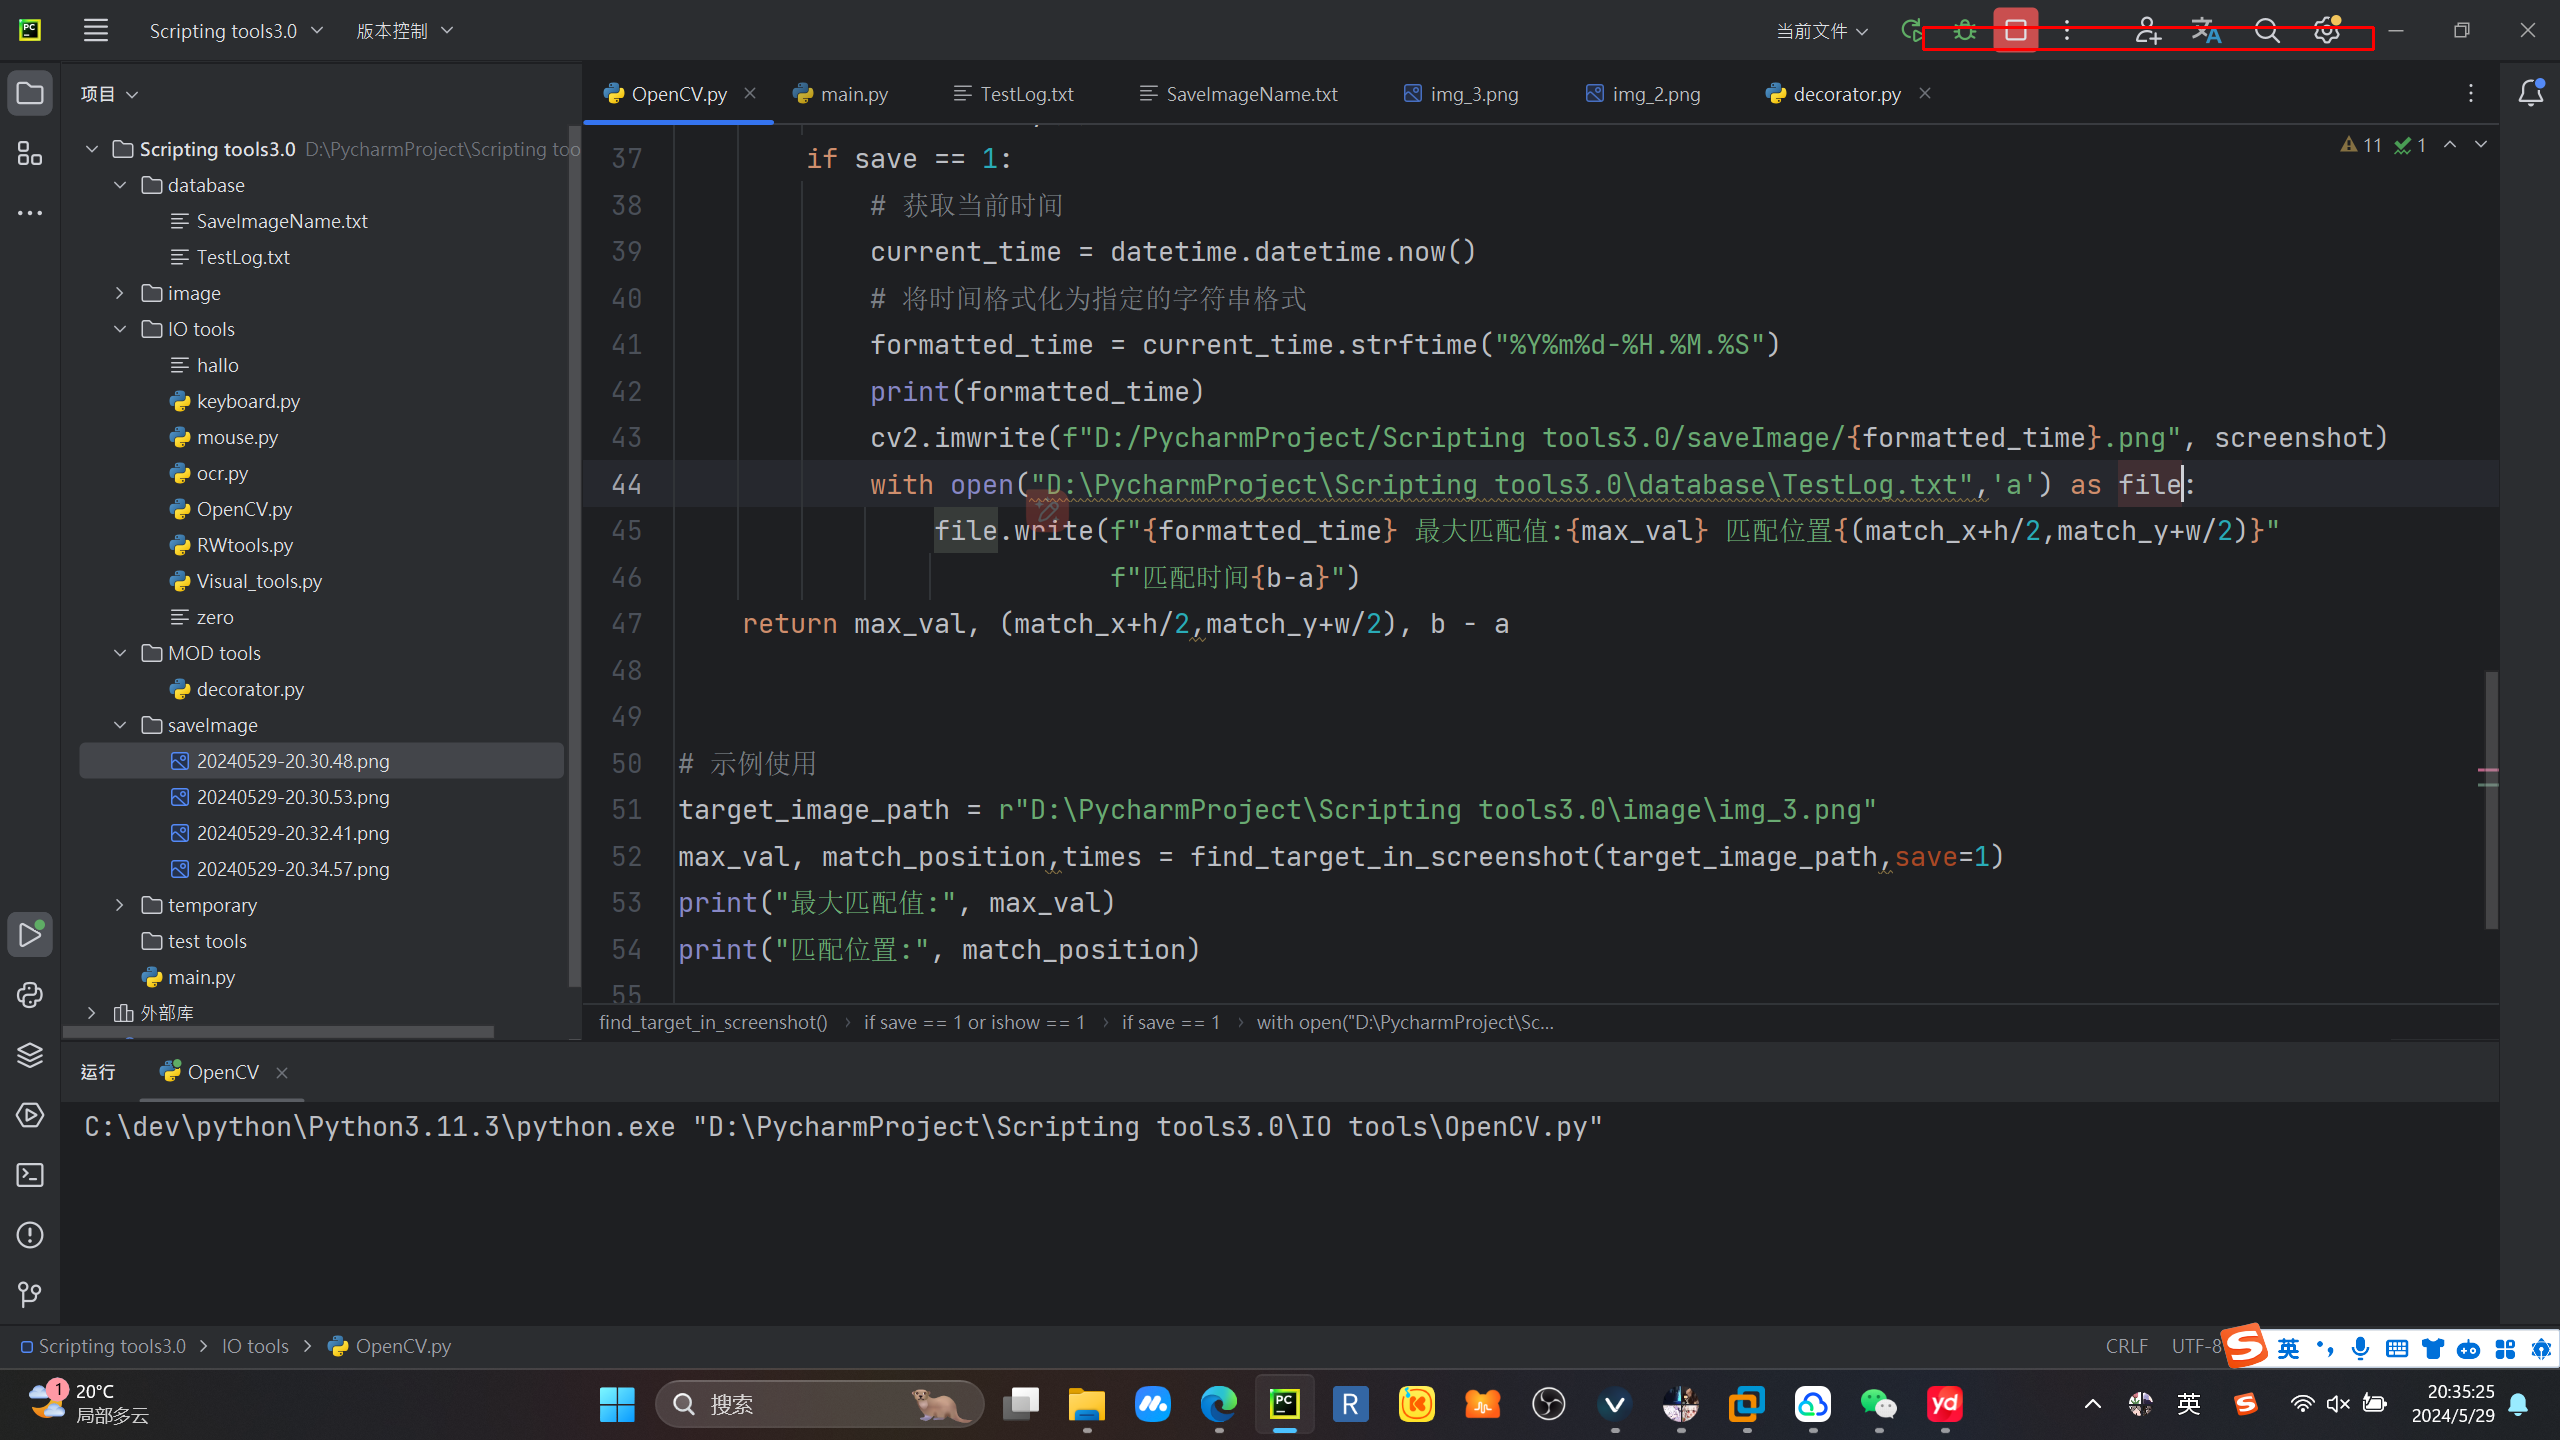 PC Scripting tools3.0 版本控制 当前文件
项目
OpenCV.py main.py TestLog.txt SaveImageName.txt img_3.png img_2.png decorator.py
Scripting tools3.0 D:\PycharmProject\Scripting too
database
SaveImageName.txt
TestLog.txt
image
IO tools
hallo
keyboard.py
mouse.py
ocr.py
OpenCV.py
RWtools.py
Visual_tools.py
zero
MOD tools
decorator.py
saveImage
20240529-20.30.48.png
20240529-20.30.53.png
20240529-20.32.41.png
20240529-20.34.57.png
temporary
test tools
main.py
外部库
11 1
37 if save == 1:
38 # 获取当前时间
39 current_time = datetime.datetime.now()
40 # 将时间格式化为指定的字符串格式
41 formatted_time = current_time.strftime("%Y%m%d-%H.%M.%S")
42 print(formatted_time)
43 cv2.imwrite(f"D:/PycharmProject/Scripting tools3.0/saveImage/{formatted_time}.png", screenshot)
44 with open("D:\PycharmProject\Scripting tools3.0\database\TestLog.txt",'a') as file:
45 file.write(f"{formatted_time} 最大匹配值:{max_val} 匹配位置{(match_x+h/2,match_y+w/2)}"
46 f"匹配时间{b-a}")
47 return max_val, (match_x+h/2,match_y+w/2), b - a
48
49
50 # 示例使用
51 target_image_path = r"D:\PycharmProject\Scripting tools3.0\image\img_3.png"
52 max_val, match_position,times = find_target_in_screenshot(target_image_path,save=1)
53 print("最大匹配值:", max_val)
54 print("匹配位置:", match_position)
55
find_target_in_screenshot() › if save == 1 or ishow == 1 › if save == 1 › with open("D:\PycharmProject\Sc...
运行 OpenCV
C:\dev\python\Python3.11.3\python.exe "D:\PycharmProject\Scripting tools3.0\IO tools\OpenCV.py"
Scripting tools3.0 › IO tools › OpenCV.py CRLF UTF-8 S 英
1 20°C
局部多云
搜索
PC R yd
英 S
20:35:25
2024/5/29